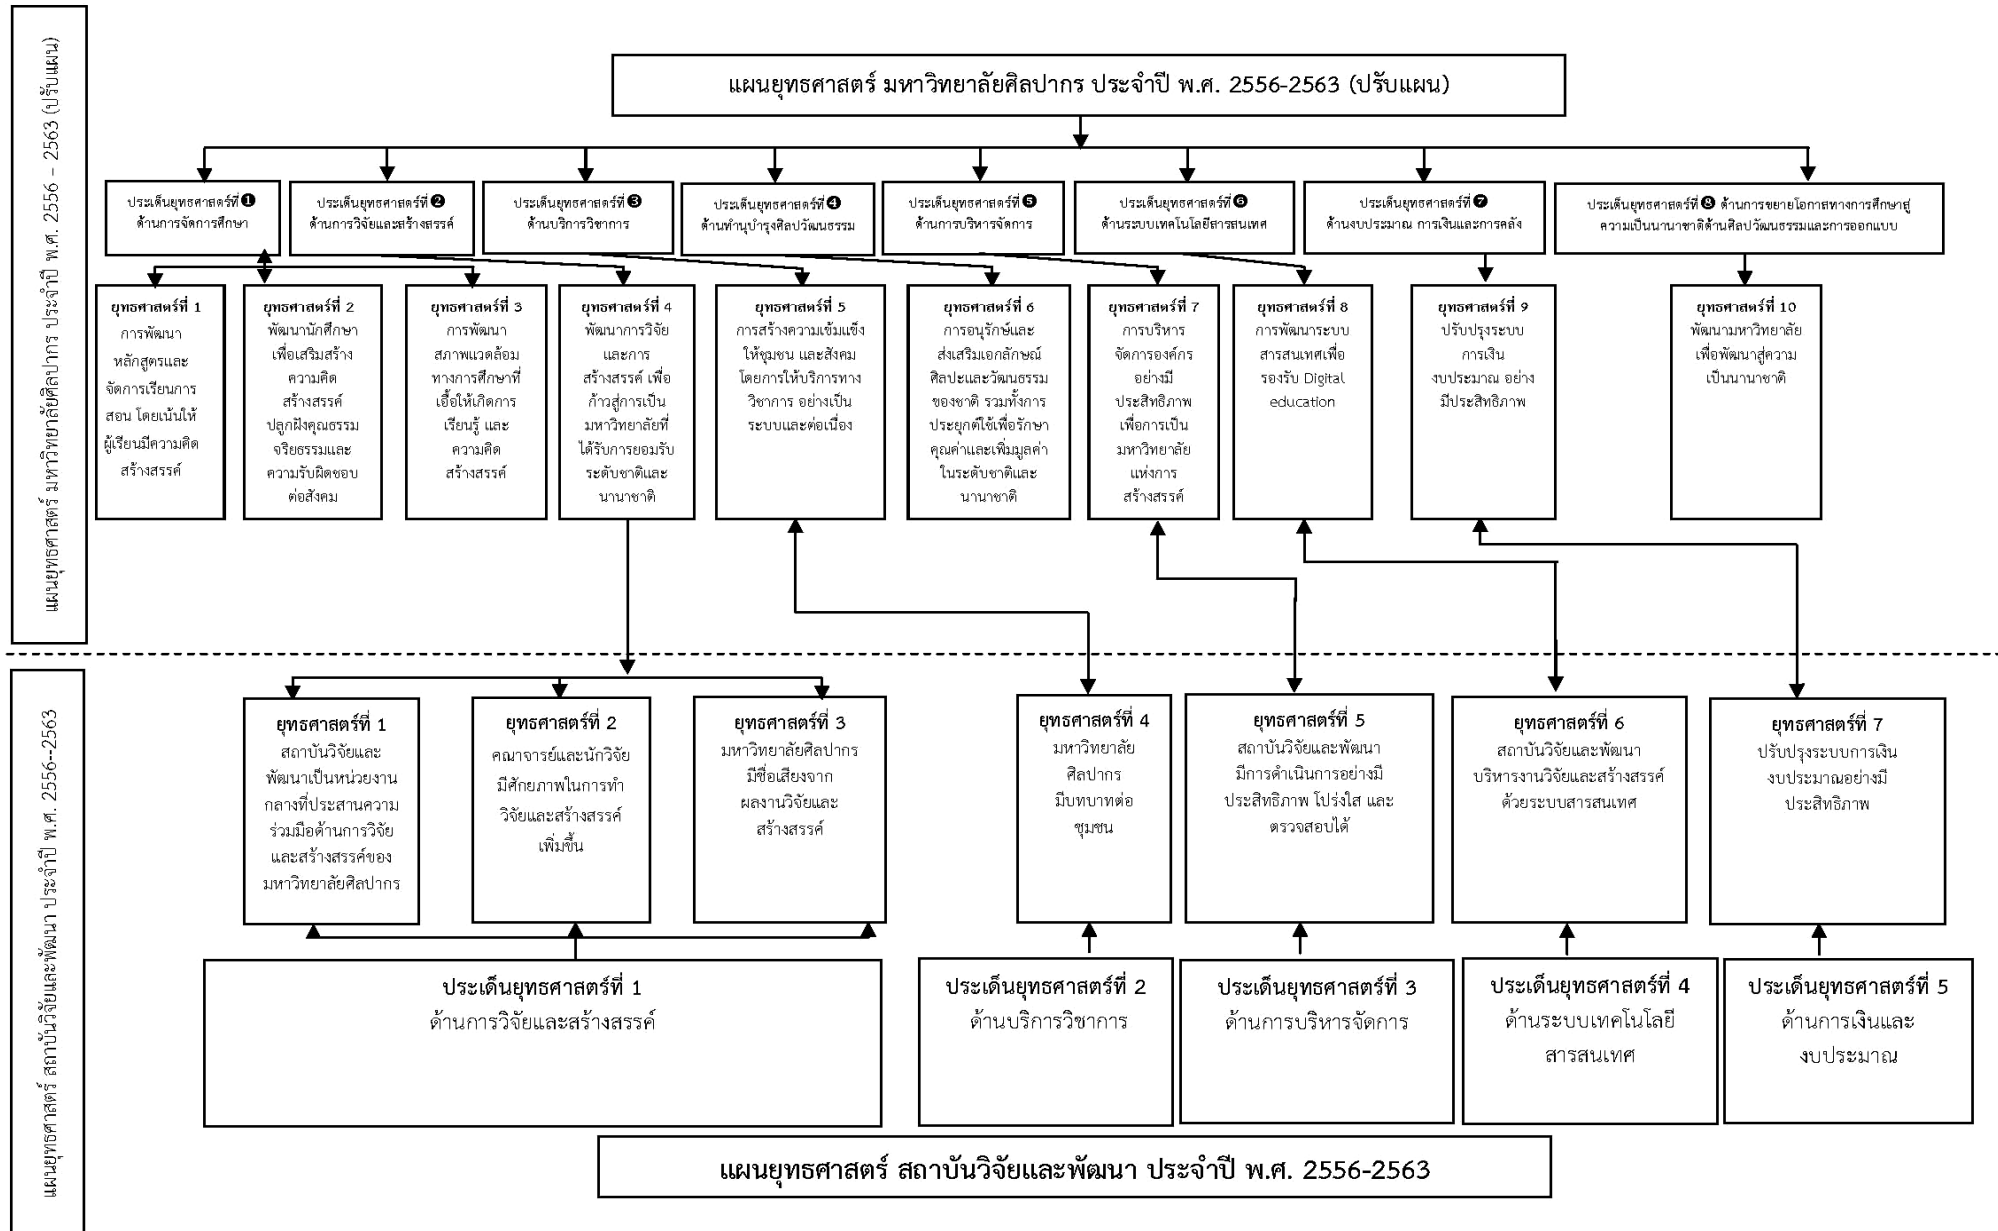 แผนยุทธศาสตร์ มหาวิทยาลัยศิลปากร ประจำปี พ.ศ. 2556 – 2563 (ปรับแผน)
แผนยุทธศาสตร์ มหาวิทยาลัยศิลปากร ประจำปี พ.ศ. 2556-2563 (ปรับแผน)
ประเด็นยุทธศาสตร์ที่ ❶
ด้านการจัดการศึกษา
ประเด็นยุทธศาสตร์ที่ ❷
ด้านการวิจัยและสร้างสรรค์
ประเด็นยุทธศาสตร์ที่ ❸
ด้านบริการวิชาการ
ประเด็นยุทธศาสตร์ที่ ❹
ด้านทำนุบำรุงศิลปวัฒนธรรม
ประเด็นยุทธศาสตร์ที่ ❺
ด้านการบริหารจัดการ
ประเด็นยุทธศาสตร์ที่ ❻
ด้านระบบเทคโนโลยีสารสนเทศ
ประเด็นยุทธศาสตร์ที่ ❼
ด้านงบประมาณ การเงินและการคลัง
ประเด็นยุทธศาสตร์ที่ ❽ ด้านการขยายโอกาสทางการศึกษาสู่
ความเป็นนานาชาติด้านศิลปวัฒนธรรมและการออกแบบ
ยุทธศาสตร์ที่ 1
การพัฒนา
หลักสูตรและ
จัดการเรียนการ
สอน โดยเน้นให้
ผู้เรียนมีความคิด
สร้างสรรค์
ยุทธศาสตร์ที่ 2
พัฒนานักศึกษา
เพื่อเสริมสร้าง
ความคิด
สร้างสรรค์
ปลูกฝังคุณธรรม
จริยธรรมและ
ความรับผิดชอบ
ต่อสังคม
ยุทธศาสตร์ที่ 3
การพัฒนา
สภาพแวดล้อม
ทางการศึกษาที่
เอื้อให้เกิดการ
เรียนรู้ และ
ความคิด
สร้างสรรค์
ยุทธศาสตร์ที่ 4
พัฒนาการวิจัย
และการ
สร้างสรรค์ เพื่อ
ก้าวสู่การเป็น
มหาวิทยาลัยที่
ได้รับการยอมรับ
ระดับชาติและ
นานาชาติ
ยุทธศาสตร์ที่ 5
การสร้างความเข้มแข็ง
ให้ชุมชน และสังคม
โดยการให้บริการทาง
วิชาการ อย่างเป็น
ระบบและต่อเนื่อง
ยุทธศาสตร์ที่ 6
การอนุรักษ์และ
ส่งเสริมเอกลักษณ์
ศิลปะและวัฒนธรรม
ของชาติ รวมทั้งการ
ประยุกต์ใช้เพื่อรักษา
คุณค่าและเพิ่มมูลค่า
ในระดับชาติและ
นานาชาติ
ยุทธศาสตร์ที่ 7
การบริหาร
จัดการองค์กร
อย่างมี
ประสิทธิภาพ
เพื่อการเป็น
มหาวิทยาลัย
แห่งการ
สร้างสรรค์
ยุทธศาสตร์ที่ 8
การพัฒนาระบบ
สารสนเทศเพื่อ
รองรับ Digital
education
ยุทธศาสตร์ที่ 9
ปรับปรุงระบบ
การเงิน
งบประมาณ อย่าง
มีประสิทธิภาพ
ยุทธศาสตร์ที่ 10
พัฒนามหาวิทยาลัย
เพื่อพัฒนาสู่ความ
เป็นนานาชาติ
แผนยุทธศาสตร์ สถาบันวิจัยและพัฒนา ประจำปี พ.ศ. 2556--2563
ยุทธศาสตร์ที่ 1
สถาบันวิจัยและ
พัฒนาเป็นหน่วยงาน
กลางที่ประสานความ
ร่วมมือด้านการวิจัย
และสร้างสรรค์ของ
มหาวิทยาลัยศิลปากร
ยุทธศาสตร์ที่ 2
คณาจารย์และนักวิจัย
มีศักยภาพในการทำ
วิจัยและสร้างสรรค์
เพิ่มขึ้น
ยุทธศาสตร์ที่ 3
มหาวิทยาลัยศิลปากร
มีชื่อเสียงจาก
ผลงานวิจัยและ
สร้างสรรค์
ยุทธศาสตร์ที่ 4
มหาวิทยาลัย
ศิลปากร
มีบทบาทต่อ
ชุมชน
ยุทธศาสตร์ที่ 5
สถาบันวิจัยและพัฒนา
มีการดำเนินการอย่างมี
ประสิทธิภาพ โปร่งใส และ
ตรวจสอบได้
ยุทธศาสตร์ที่ 6
สถาบันวิจัยและพัฒนา
บริหารงานวิจัยและสร้างสรรค์
ด้วยระบบสารสนเทศ
ยุทธศาสตร์ที่ 7
ปรับปรุงระบบการเงิน
งบประมาณอย่างมี
ประสิทธิภาพ
ประเด็นยุทธศาสตร์ที่ 1
ด้านการวิจัยและสร้างสรรค์
ประเด็นยุทธศาสตร์ที่ 2
ด้านบริการวิชาการ
ประเด็นยุทธศาสตร์ที่ 3
ด้านการบริหารจัดการ
ประเด็นยุทธศาสตร์ที่ 4
ด้านระบบเทคโนโลยี
สารสนเทศ
ประเด็นยุทธศาสตร์ที่ 5
ด้านการเงินและ
งบประมาณ
แผนยุทธศาสตร์ สถาบันวิจัยและพัฒนา ประจำปี พ.ศ. 2556-2563